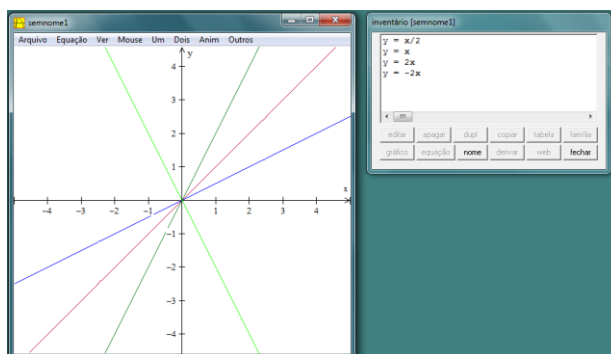 semnome1
Arquivo Equação Ver Mouse Um Dois Anim Outros
y
4
3
2
1
x
-4 -3 -2 -1 1 2 3 4
-1
-2
-3
-4
inventário [semnome1]
y = x/2
y = x
y = 2x
y = -2x
editar apagar dupl copiar tabela família
gráfico equação nome derivar web fechar